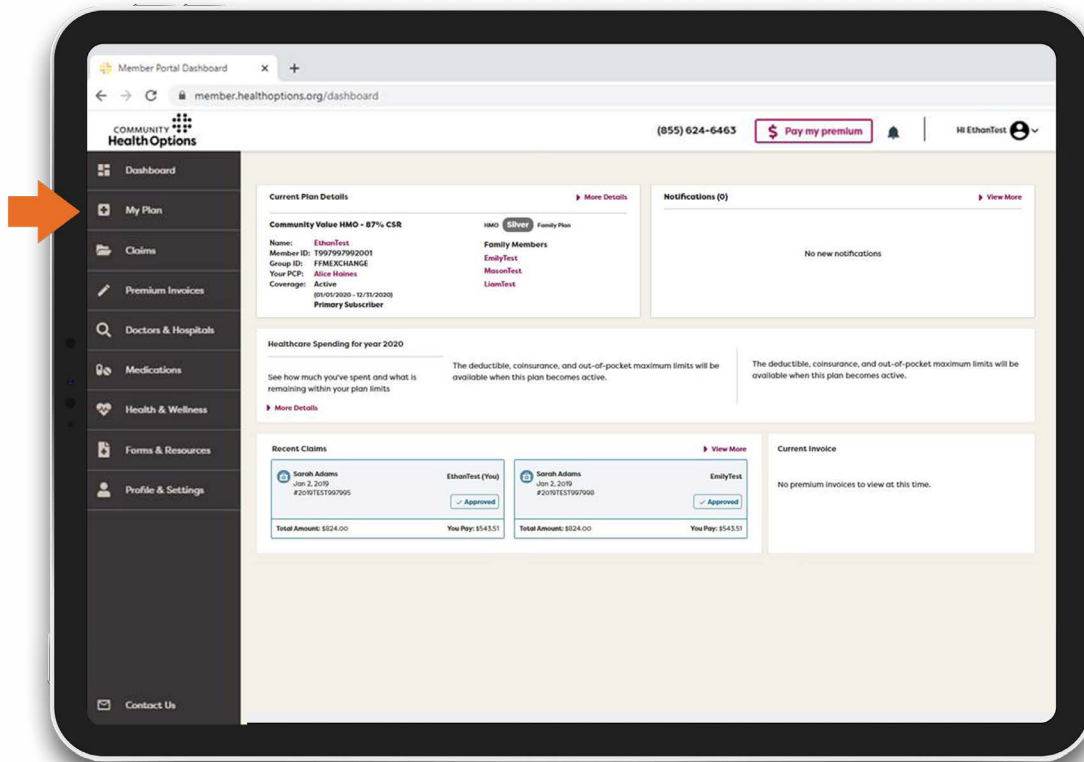 Member Portal Dashboard
member.healthoptions.org/dashboard
COMMUNITY
HealthOptions
(855) 624-6463
$ Pay my premium
Hi EthanTest
Dashboard
My Plan
Claims
Premium Invoices
Doctors & Hospitals
Medications
Health & Wellness
Forms & Resources
Profile & Settings
Contact Us
Current Plan Details
More Details
Community Value HMO - 87% CSR
HMO Silver Family Plan
Name: EthanTest
Member ID: T997997992001
Group ID: FFMEXCHANGE
Your PCP: Alice Haines
Coverage: Active
(01/01/2020 - 12/31/2020)
Primary Subscriber
Family Members
EmilyTest
MasonTest
LiamTest
Notifications (0)
View More
No new notifications
Healthcare Spending for year 2020
See how much you've spent and what is
remaining within your plan limits
More Details
The deductible, coinsurance, and out-of-pocket maximum limits will be
available when this plan becomes active.
The deductible, coinsurance, and out-of-pocket maximum limits will be
available when this plan becomes active.
Recent Claims
View More
Sarah Adams
Jan 2, 2019
#2019TEST997995
EthanTest (You)
Approved
Total Amount: $824.00
You Pay: $543.51
Sarah Adams
Jan 2, 2019
#2019TEST997998
EmilyTest
Approved
Total Amount: $824.00
You Pay: $543.51
Current Invoice
No premium invoices to view at this time.